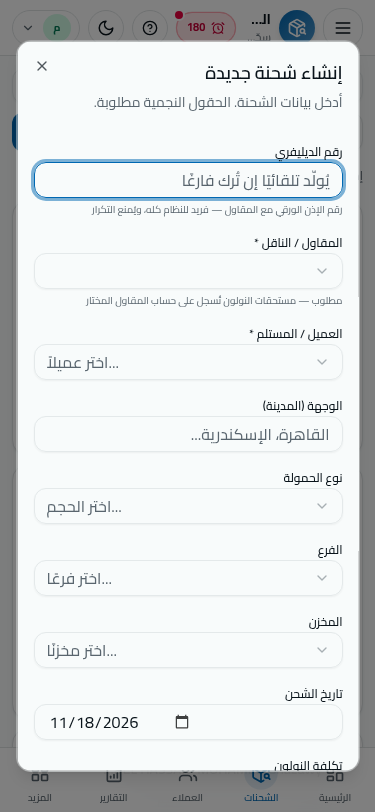 الـ...
180
م
إنشاء شحنة جديدة
أدخل بيانات الشحنة. الحقول النجمية مطلوبة.
رقم الديليفري
يُولّد تلقائيًا إن تُرك فارغًا
رقم الإذن الورقي مع المقاول — فريد للنظام كله، ويُمنع التكرار
المقاول / الناقل *
مطلوب — مستحقات النولون تُسجل على حساب المقاول المختار
العميل / المستلم *
اختر عميلاً...
الوجهة (المدينة)
القاهرة، الإسكندرية...
نوع الحمولة
اختر الحجم...
الفرع
اختر فرعًا...
المخزن
اختر مخزنًا...
تاريخ الشحن
11/18/2026
تكلفة النولون
الرئيسية
الشحنات
العملاء
التقارير
المزيد